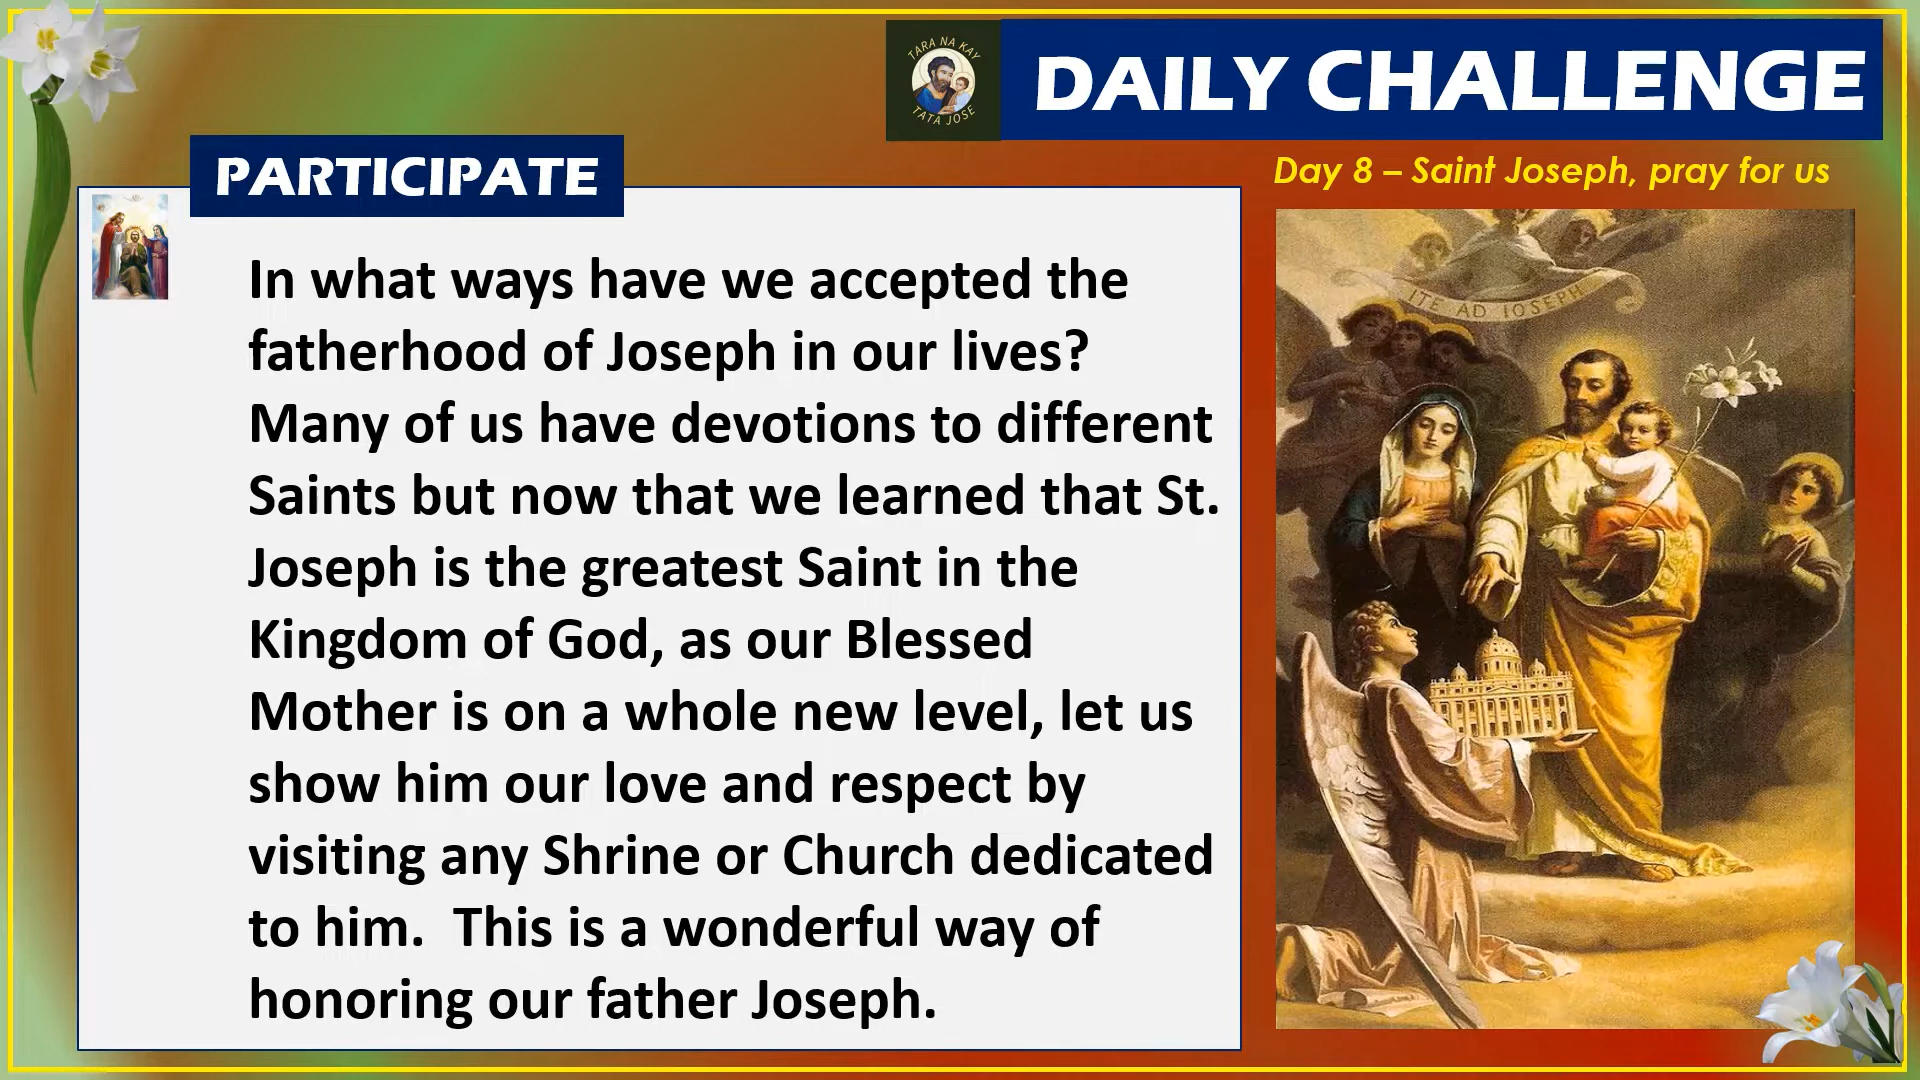 TARA NA KAY
TATA JOSE
DAILY CHALLENGE
PARTICIPATE
Day 8 – Saint Joseph, pray for us
In what ways have we accepted the
fatherhood of Joseph in our lives?
Many of us have devotions to different
Saints but now that we learned that St.
Joseph is the greatest Saint in the
Kingdom of God, as our Blessed
Mother is on a whole new level, let us
show him our love and respect by
visiting any Shrine or Church dedicated
to him.  This is a wonderful way of
honoring our father Joseph.
ITE AD IOSEPH